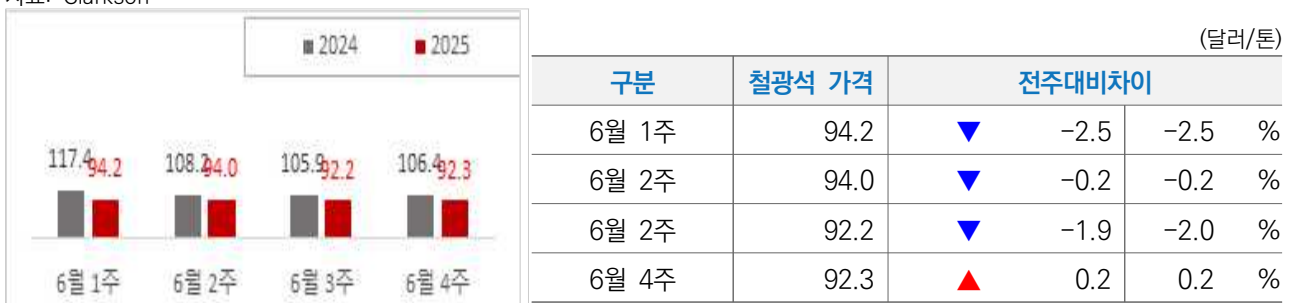 자료: Clarkson
■ 2024 ■ 2025
117.4 94.2 108.2 94.0 105.9 92.2 106.4 92.3
6월 1주 6월 2주 6월 3주 6월 4주
(달러/톤)
구분 철광석 가격 전주대비차이
6월 1주 94.2 ▼ -2.5 -2.5 %
6월 2주 94.0 ▼ -0.2 -0.2 %
6월 2주 92.2 ▼ -1.9 -2.0 %
6월 4주 92.3 ▲ 0.2 0.2 %